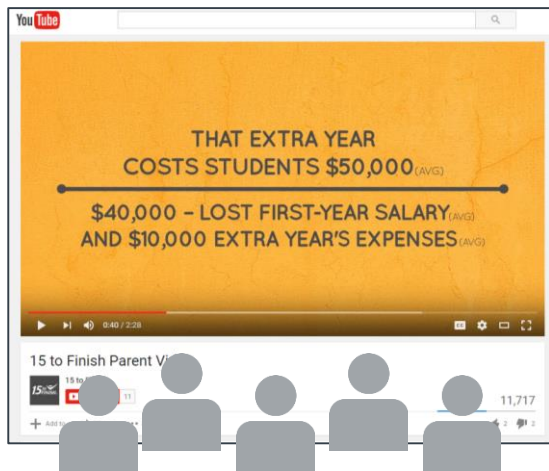 YouTube
THAT EXTRA YEAR
COSTS STUDENTS $50,000(AVG)
$40,000 – LOST FIRST-YEAR SALARY(AVG)
AND $10,000 EXTRA YEAR'S EXPENSES(AVG)
0:40 / 2:28
CC
15 to Finish Parent
15 to
11
11,717
2 2